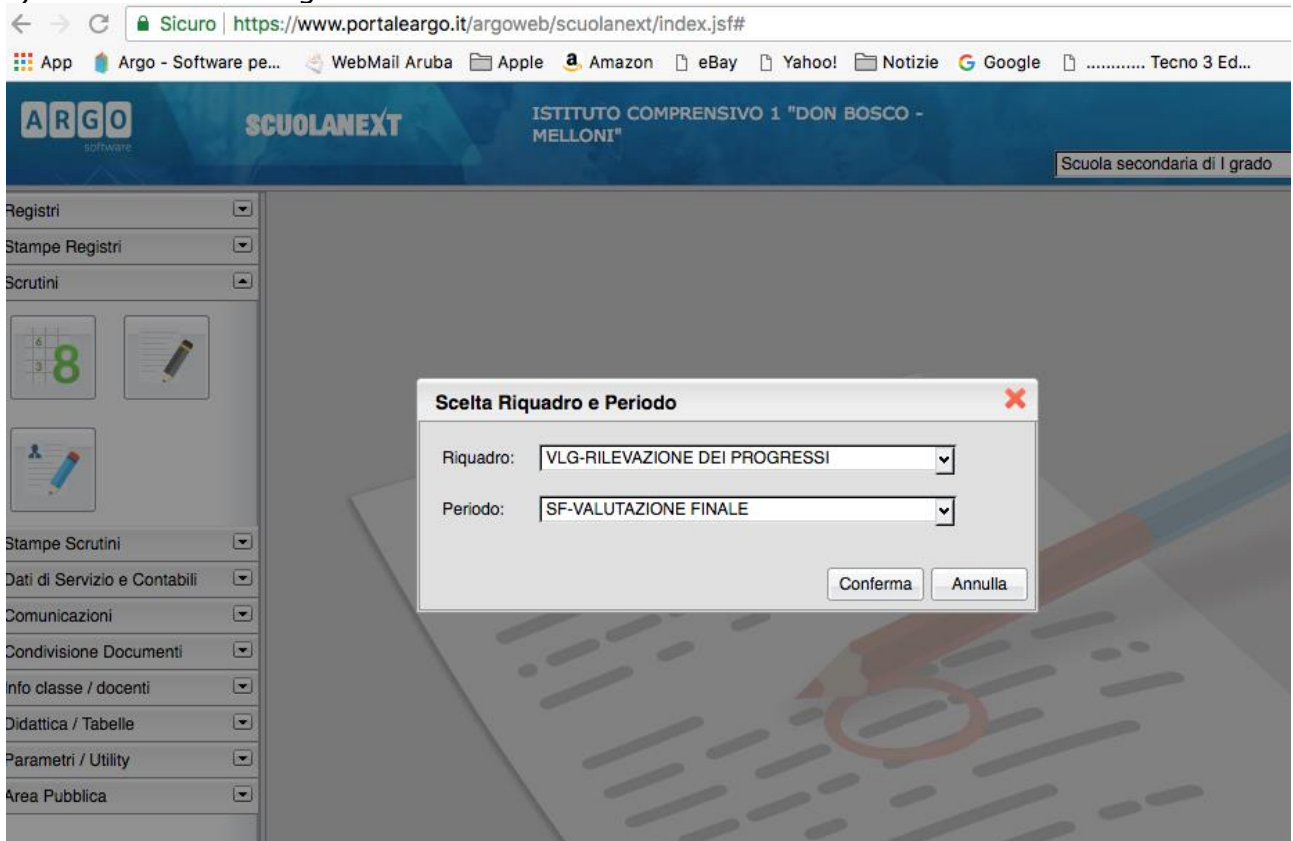 Sicuro | https://www.portaleargo.it/argoweb/scuolanext/index.jsf#
App Argo - Software pe... WebMail Aruba Apple Amazon eBay Yahoo! Notizie Google ............ Tecno 3 Ed...
ARGO
software
SCUOLANEXT
ISTITUTO COMPRENSIVO 1 "DON BOSCO -
MELLONI"
Scuola secondaria di I grado
Registri
Stampe Registri
Scrutini
6
3 8
Scelta Riquadro e Periodo
Riquadro: VLG-RILEVAZIONE DEI PROGRESSI
Periodo: SF-VALUTAZIONE FINALE
Conferma Annulla
Stampe Scrutini
Dati di Servizio e Contabili
Comunicazioni
Condivisione Documenti
Info classe / docenti
Didattica / Tabelle
Parametri / Utility
Area Pubblica